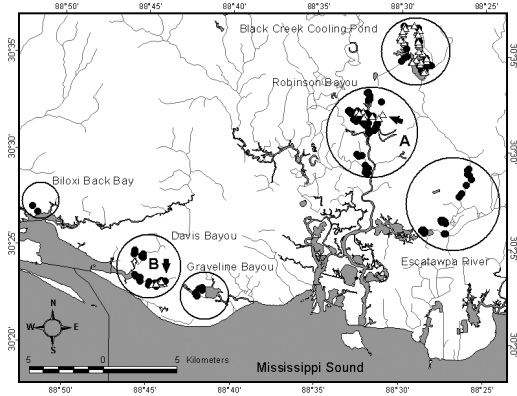 88°50' 88°45' 88°40' 88°35' 88°30' 88°25'
Black Creek Cooling Pond
30°35' 30°35'
Robinson Bayou
A
30°30' 30°30'
Biloxi Back Bay
Davis Bayou
30°25' 30°25'
B
Graveline Bayou
Escatawpa River
N
W E
S
30°20' 30°20'
5 0 5 Kilometers
Mississippi Sound
88°50' 88°45' 88°40' 88°35' 88°30' 88°25'